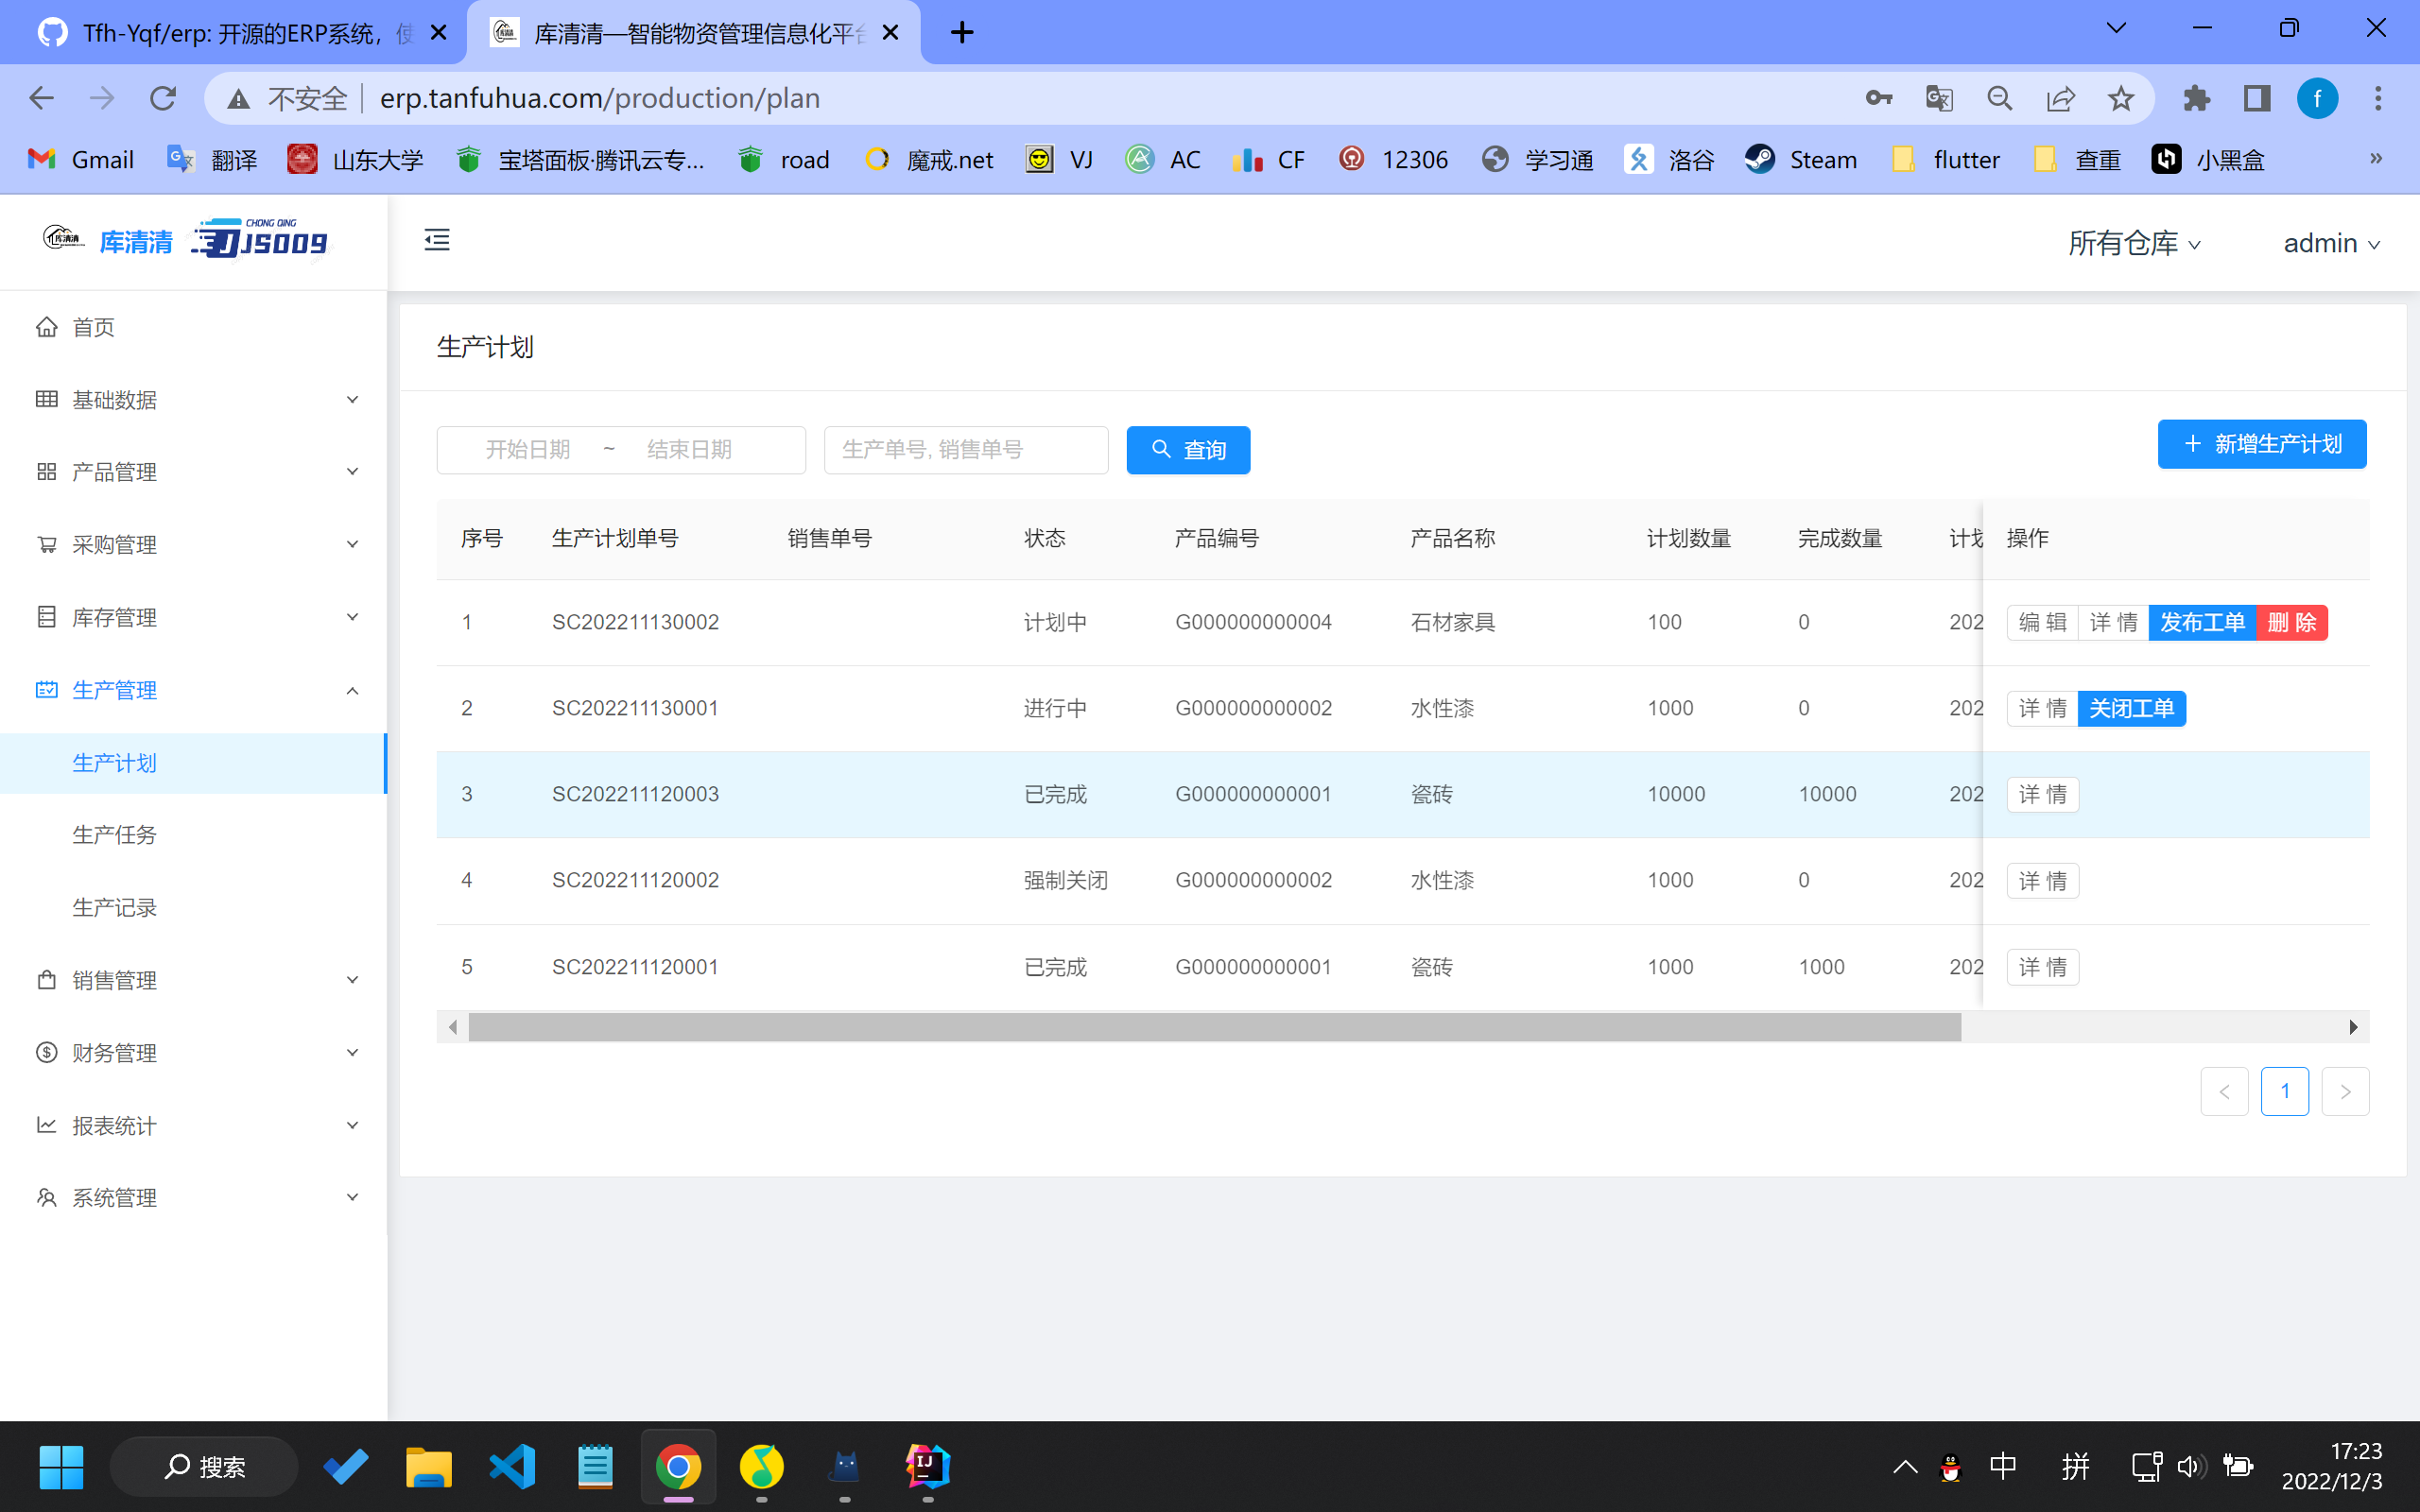 Tfh-Yqf/erp: 开源的ERP系统，使
库清清—智能物资管理信息化平台
不安全 erp.tanfuhua.com/production/plan
Gmail 翻译 山东大学 宝塔面板·腾讯云专... road 魔戒.net VJ AC CF 12306 学习通 洛谷 Steam flutter 查重 小黑盒 »
库清清 CHONG QING JJS009
所有仓库 admin
首页
基础数据
产品管理
采购管理
库存管理
生产管理
生产计划
生产任务
生产记录
销售管理
财务管理
报表统计
系统管理
生产计划
开始日期 ~ 结束日期 生产单号, 销售单号 查询 新增生产计划
序号 生产计划单号 销售单号 状态 产品编号 产品名称 计划数量 完成数量 计划 操作
1 SC202211130002 计划中 G000000000004 石材家具 100 0 202 编 辑 详 情 发布工单 删 除
2 SC202211130001 进行中 G000000000002 水性漆 1000 0 202 详 情 关闭工单
3 SC202211120003 已完成 G000000000001 瓷砖 10000 10000 202 详 情
4 SC202211120002 强制关闭 G000000000002 水性漆 1000 0 202 详 情
5 SC202211120001 已完成 G000000000001 瓷砖 1000 1000 202 详 情
< 1 >
搜索 中 拼 17:23
2022/12/3